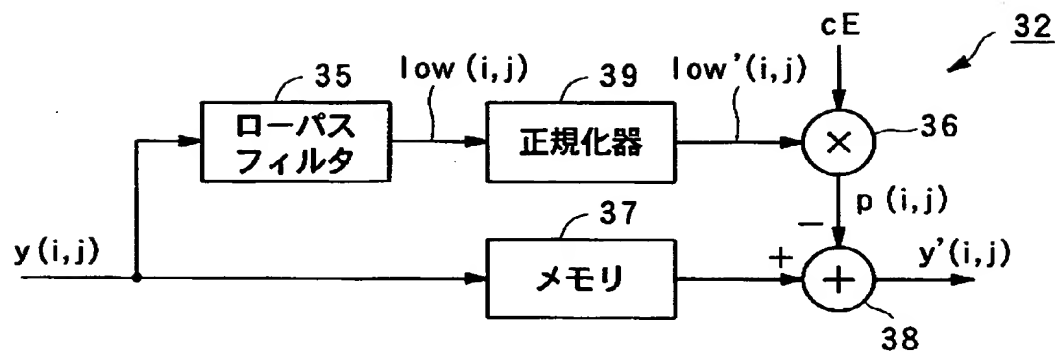 cE
32
35
low(i,j)
39
low'(i,j)
ローパス
フィルタ
正規化器
×
36
p(i,j)
−
37
y(i,j)
メモリ
+
+
y'(i,j)
38